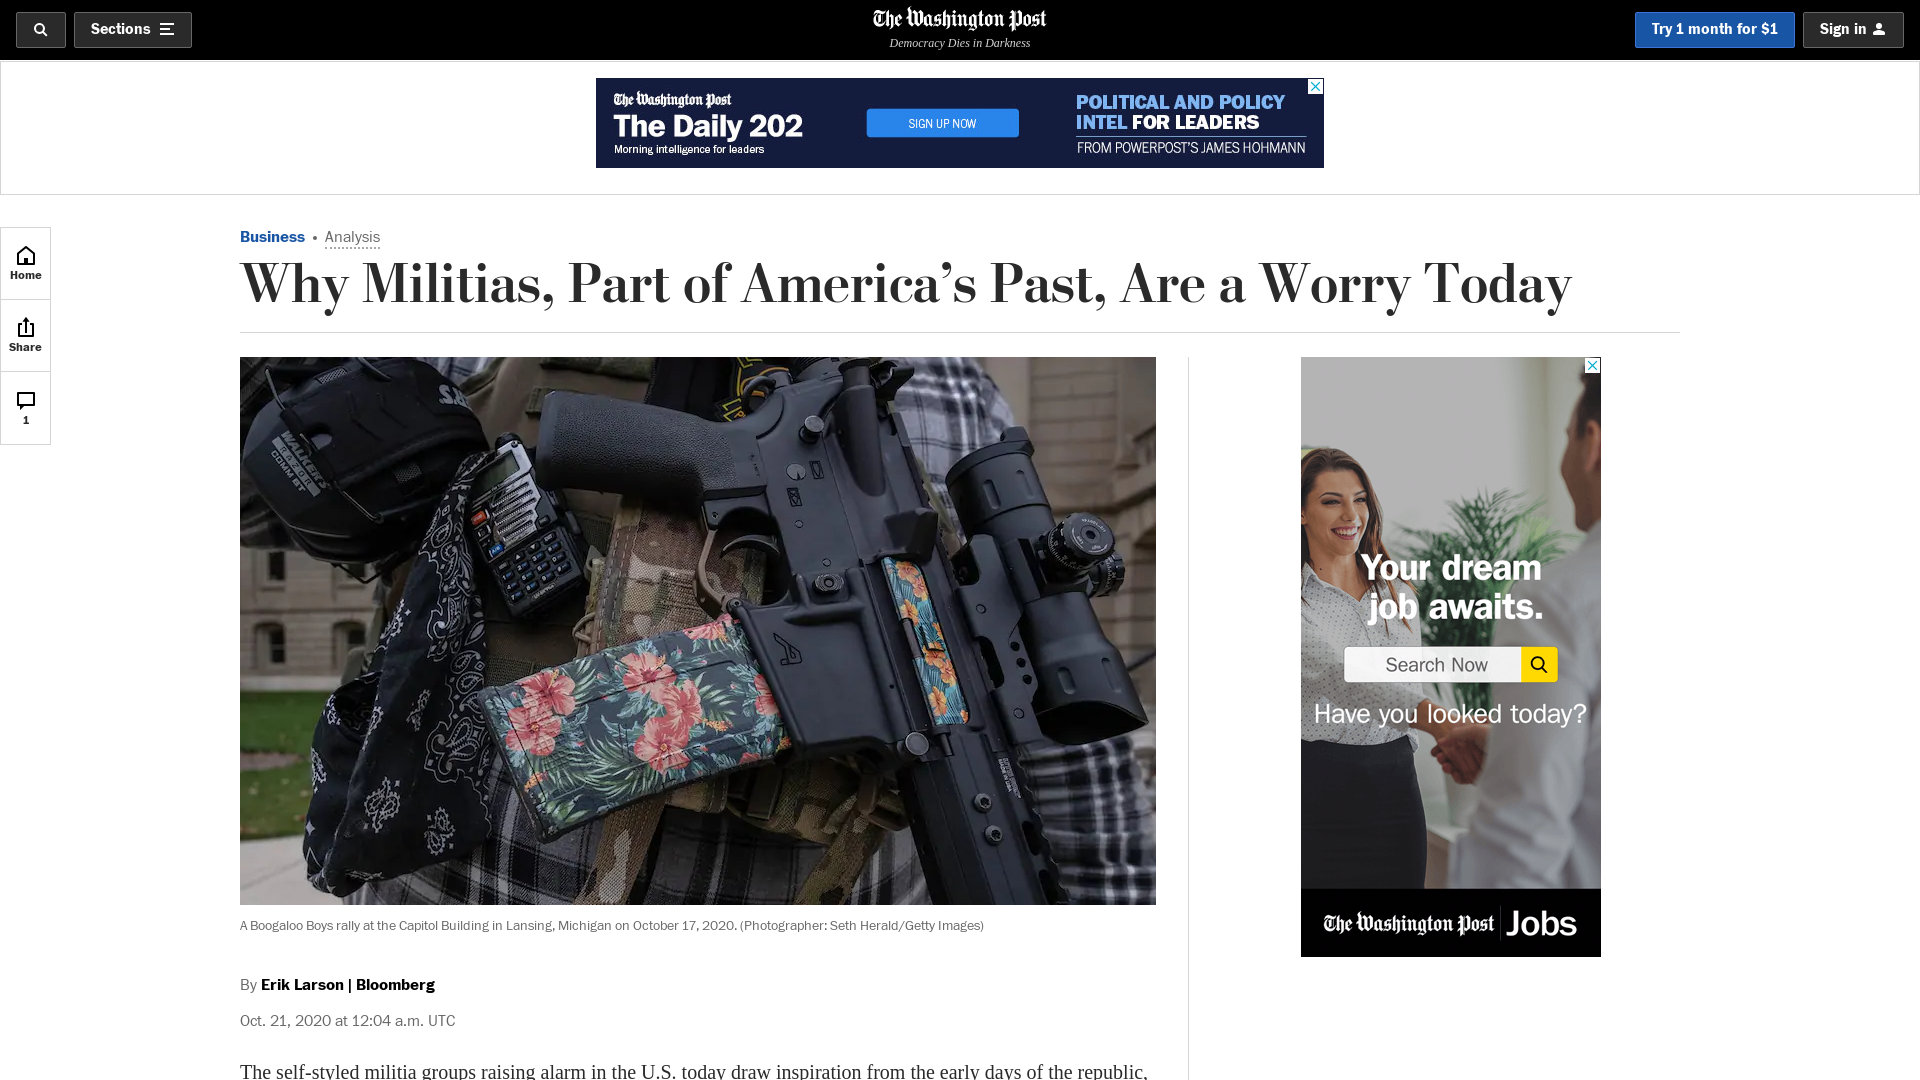 Sections
The Washington Post
Democracy Dies in Darkness
Try 1 month for $1
Sign in
The Washington Post
The Daily 202
Morning intelligence for leaders
SIGN UP NOW
POLITICAL AND POLICY
INTEL FOR LEADERS
FROM POWERPOST'S JAMES HOHMANN
Home
Share
1
Business • Analysis
Why Militias, Part of America’s Past, Are a Worry Today
WALKER'S
RAZOR
COMM BT
A Boogaloo Boys rally at the Capitol Building in Lansing, Michigan on October 17, 2020. (Photographer: Seth Herald/Getty Images)
By Erik Larson | Bloomberg
Oct. 21, 2020 at 12:04 a.m. UTC
The self-styled militia groups raising alarm in the U.S. today draw inspiration from the early days of the republic,
Your dream
job awaits.
Search Now
Have you looked today?
The Washington Post Jobs